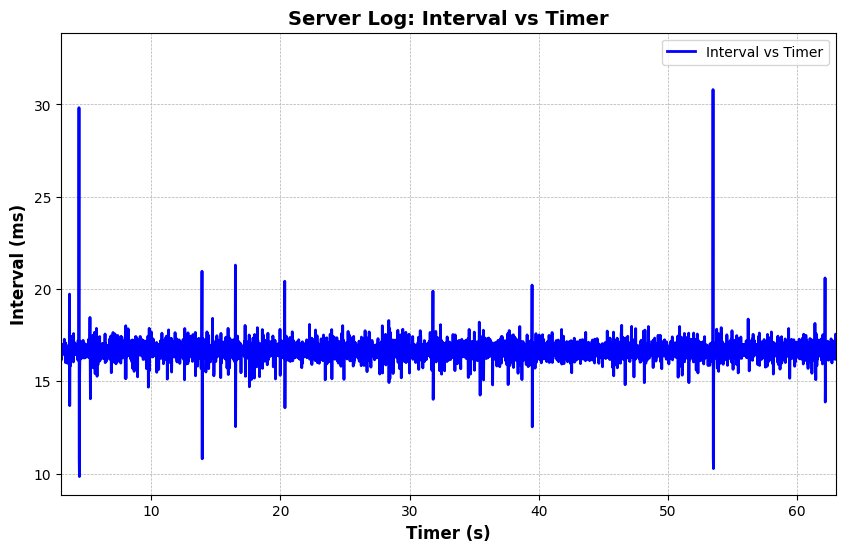 Server Log: Interval vs Timer
Interval vs Timer
30
25
20
15
10
Interval (ms)
10 20 30 40 50 60
Timer (s)